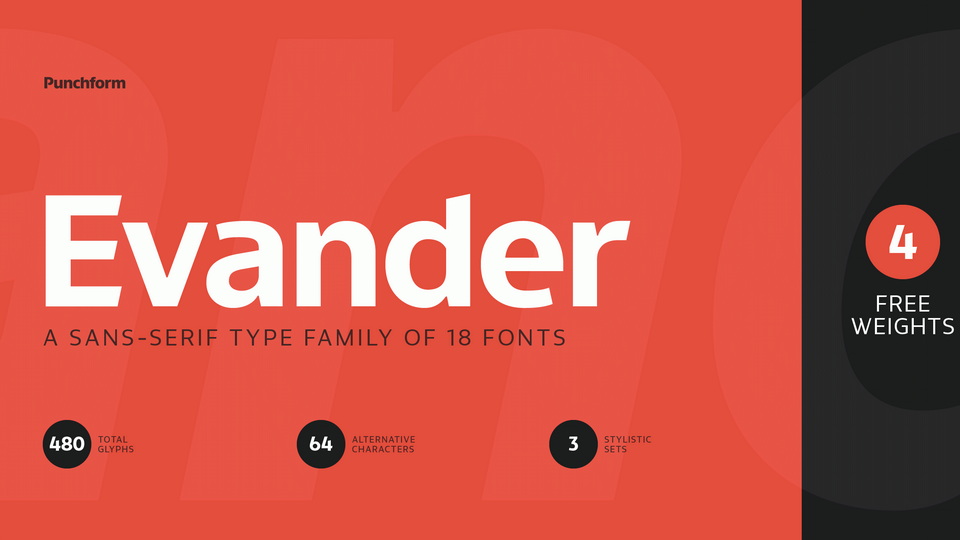 Punchform
Evander
A SANS-SERIF TYPE FAMILY OF 18 FONTS
480
TOTAL
GLYPHS
64
ALTERNATIVE
CHARACTERS
3
STYLISTIC
SETS
4
FREE
WEIGHTS